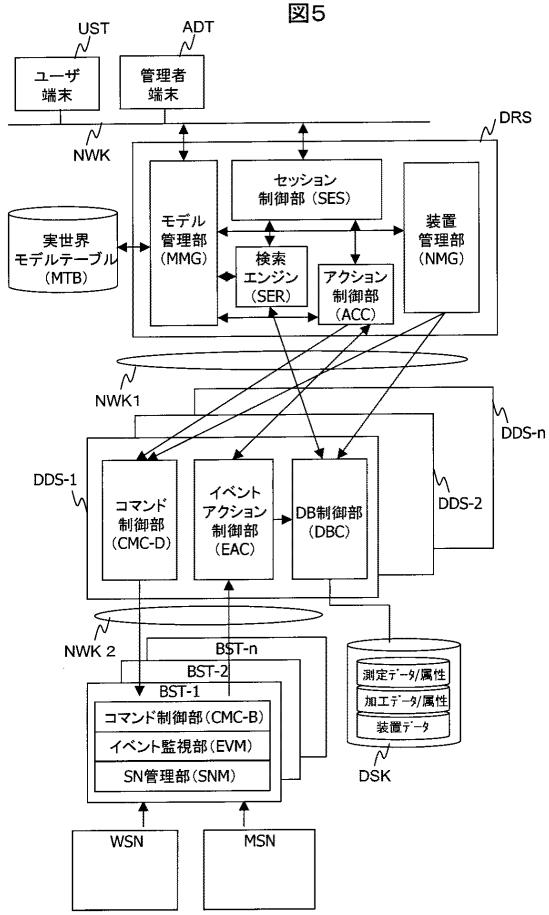 図5
UST
ADT
ユーザ
端末
管理者
端末
NWK
DRS
セッション
制御部(SES)
モデル
管理部
(MMG)
装置
管理部
(NMG)
実世界
モデルテーブル
(MTB)
検索
エンジン
(SER)
アクション
制御部
(ACC)
NWK1
DDS-n
DDS-2
DDS-1
コマンド
制御部
(CMC-D)
イベント
アクション
制御部
(EAC)
DB制御部
(DBC)
NWK 2
BST-n
BST-2
BST-1
コマンド制御部(CMC-B)
イベント監視部(EVM)
SN管理部(SNM)
測定データ/属性
加工データ/属性
装置データ
DSK
WSN
MSN